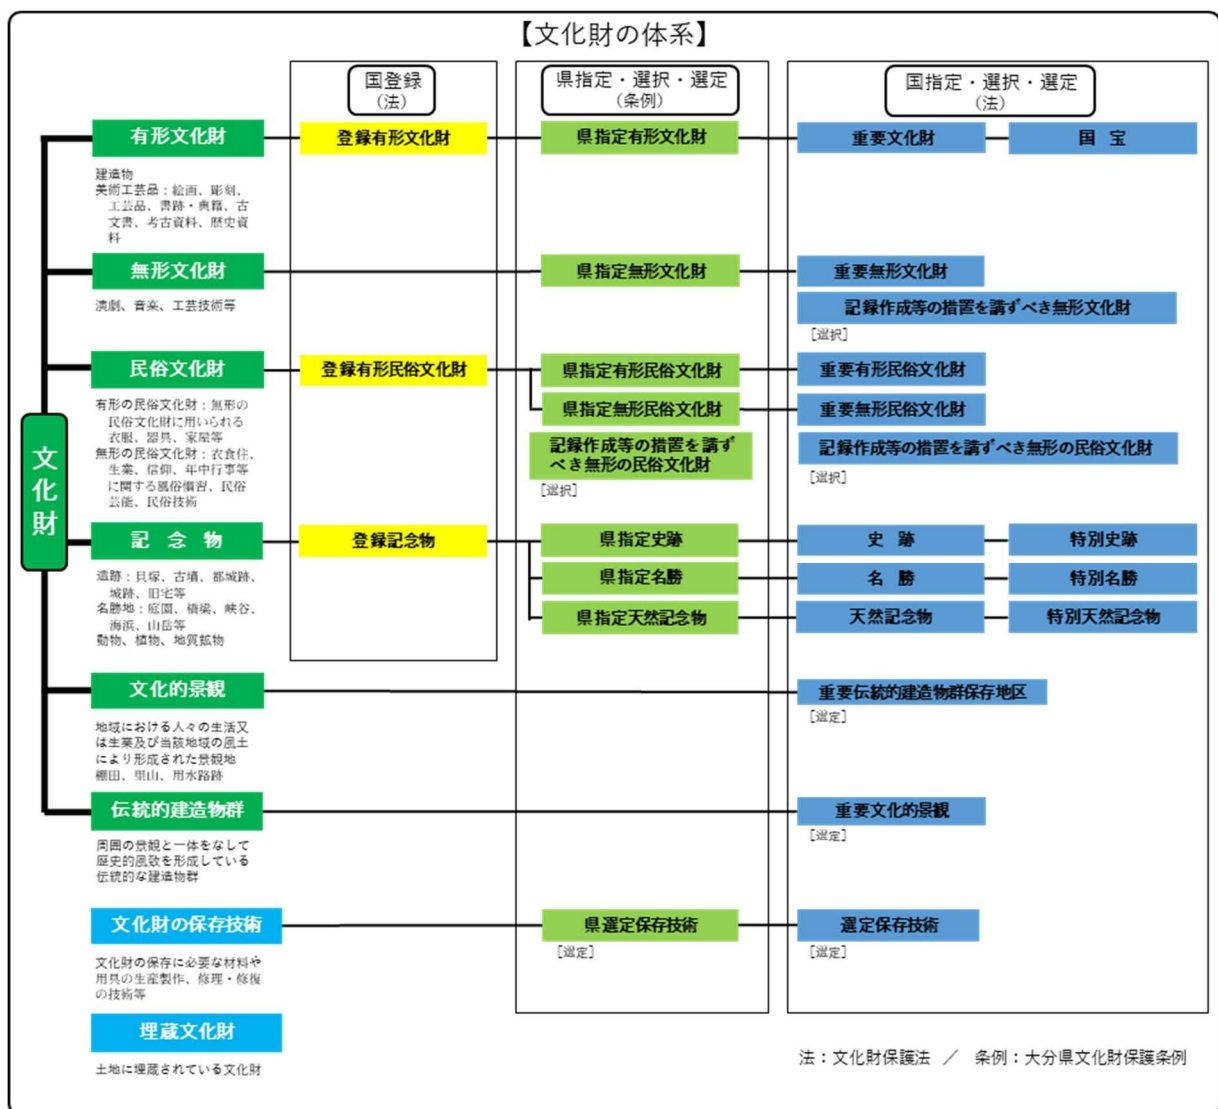 【文化財の体系】
国登録
（法）
県指定・選択・選定
（条例）
国指定・選択・選定
（法）
文化財
有形文化財
登録有形文化財
県指定有形文化財
重要文化財
国　宝
建造物
美術工芸品：絵画、彫刻、
工芸品、書跡・典籍、古
文書、考古資料、歴史資
料
無形文化財
県指定無形文化財
重要無形文化財
演劇、音楽、工芸技術等
記録作成等の措置を講ずべき無形文化財
［選択］
民俗文化財
登録有形民俗文化財
県指定有形民俗文化財
重要有形民俗文化財
有形の民俗文化財：無形の
民俗文化財に用いられる
衣服、器具、家屋等
無形の民俗文化財：衣食住、
生業、信仰、年中行事等
に関する風俗慣習、民俗
芸能、民俗技術
県指定無形民俗文化財
重要無形民俗文化財
記録作成等の措置を講ず
べき無形の民俗文化財
［選択］
記録作成等の措置を講ずべき無形の民俗文化財
［選択］
記　念　物
登録記念物
県指定史跡
史　跡
特別史跡
遺跡：貝塚、古墳、都城跡、
城跡、旧宅等
名勝地：庭園、橋梁、峡谷、
海浜、山岳等
動物、植物、地質鉱物
県指定名勝
名　勝
特別名勝
県指定天然記念物
天然記念物
特別天然記念物
文化的景観
重要伝統的建造物群保存地区
［選定］
地域における人々の生活又
は生業及び当該地域の風土
により形成された景観地
棚田、里山、用水路跡
伝統的建造物群
重要文化的景観
［選定］
周囲の景観と一体をなして
歴史的風致を形成している
伝統的な建造物群
文化財の保存技術
県選定保存技術
［選定］
選定保存技術
［選定］
文化財の保存に必要な材料や
用具の生産製作、修理・修復
の技術等
埋蔵文化財
土地に埋蔵されている文化財
法：文化財保護法　／　条例：大分県文化財保護条例